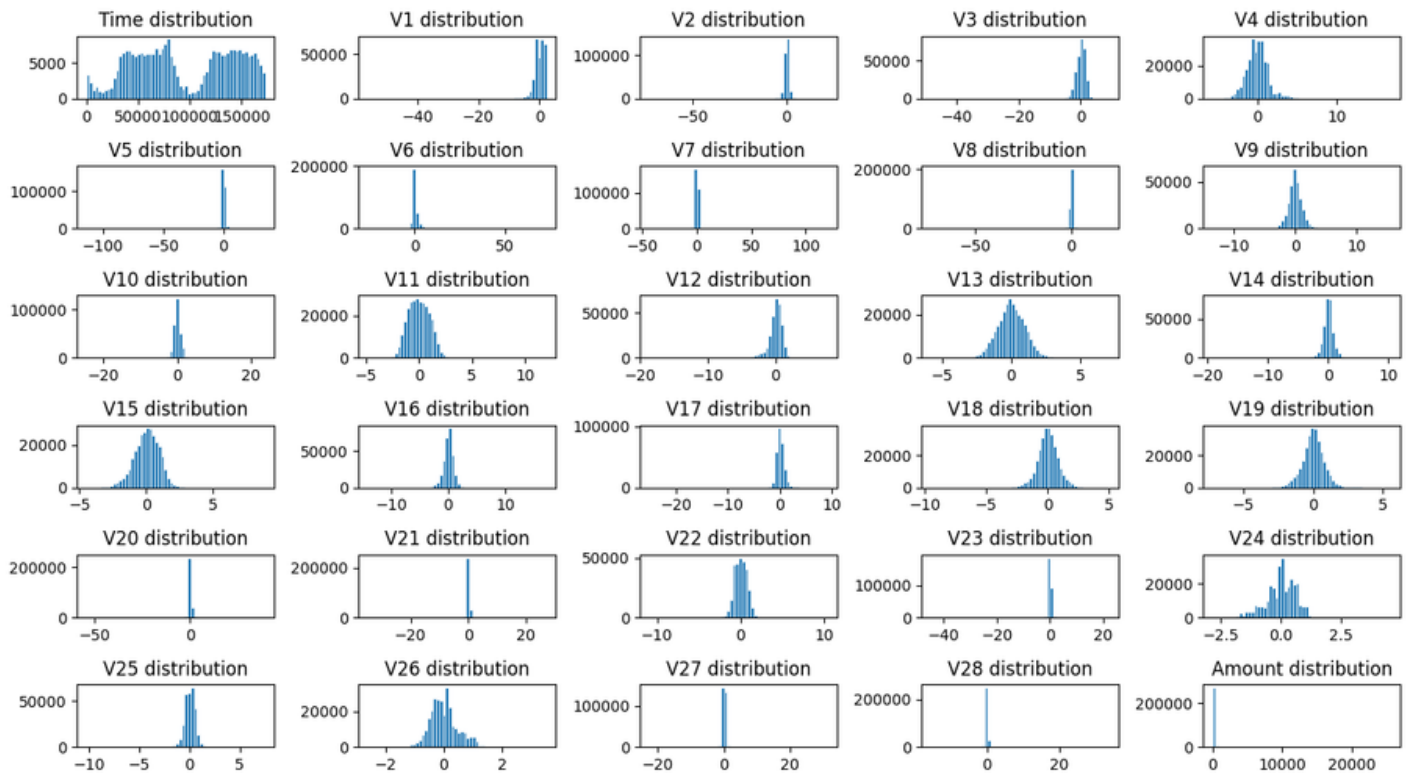 Time distribution V1 distribution V2 distribution V3 distribution V4 distribution
5000 50000 100000 50000 20000
0 0 0 0 0
0 50000 100000 150000 −40 −20 0 −50 0 −40 −20 0 0 10
V5 distribution V6 distribution V7 distribution V8 distribution V9 distribution
100000 200000 100000 200000 50000
0 0 0 0 0
−100 −50 0 0 50 −50 0 50 100 −50 0 −10 0 10
V10 distribution V11 distribution V12 distribution V13 distribution V14 distribution
100000 20000 50000 20000 50000
0 0 0 0 0
−20 0 20 −5 0 5 10 −20 −10 0 −5 0 5 −20 −10 0 10
V15 distribution V16 distribution V17 distribution V18 distribution V19 distribution
20000 50000 100000 20000 20000
0 0 0 0 0
−5 0 5 −10 0 10 −20 −10 0 10 −10 −5 0 5 −5 0 5
V20 distribution V21 distribution V22 distribution V23 distribution V24 distribution
200000 200000 50000 100000 20000
0 0 0 0 0
−50 0 −20 0 20 −10 0 10 −40 −20 0 20 −2.5 0.0 2.5
V25 distribution V26 distribution V27 distribution V28 distribution Amount distribution
50000 20000 100000 200000 200000
0 0 0 0 0
−10 −5 0 5 −2 0 2 −20 0 20 0 20 0 10000 20000